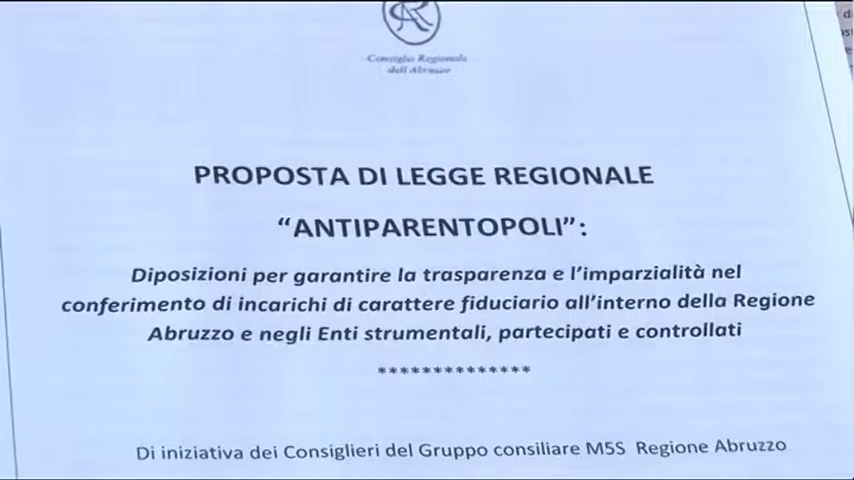 Consiglio Regionale
dell'Abruzzo
PROPOSTA DI LEGGE REGIONALE
“ANTIPARENTOPOLI”:
Diposizioni per garantire la trasparenza e l’imparzialità nel
conferimento di incarichi di carattere fiduciario all’interno della Regione
Abruzzo e negli Enti strumentali, partecipati e controllati
**************
Di iniziativa dei Consiglieri del Gruppo consiliare M5S Regione Abruzzo